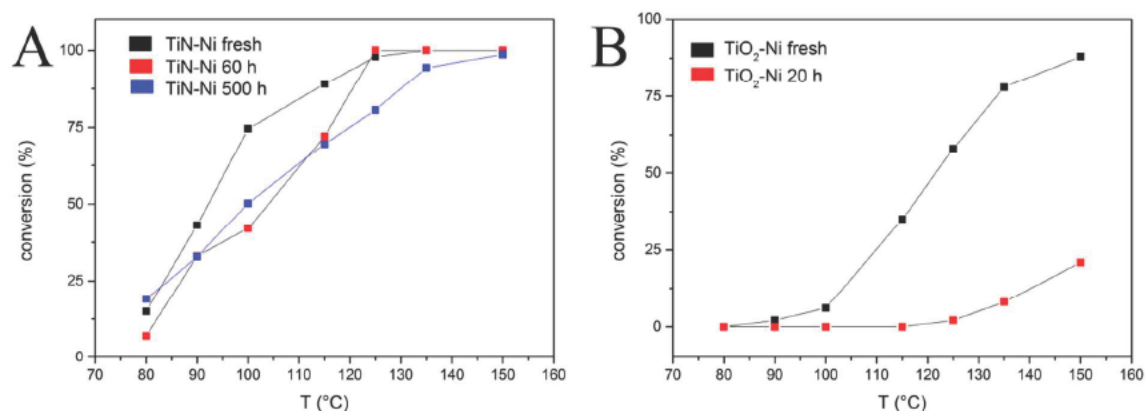 A
TiN-Ni fresh
TiN-Ni 60 h
TiN-Ni 500 h
conversion (%)
100
75
50
25
0
70 80 90 100 110 120 130 140 150 160
T (°C)
B
TiO₂-Ni fresh
TiO₂-Ni 20 h
conversion (%)
100
75
50
25
0
70 80 90 100 110 120 130 140 150 160
T (°C)